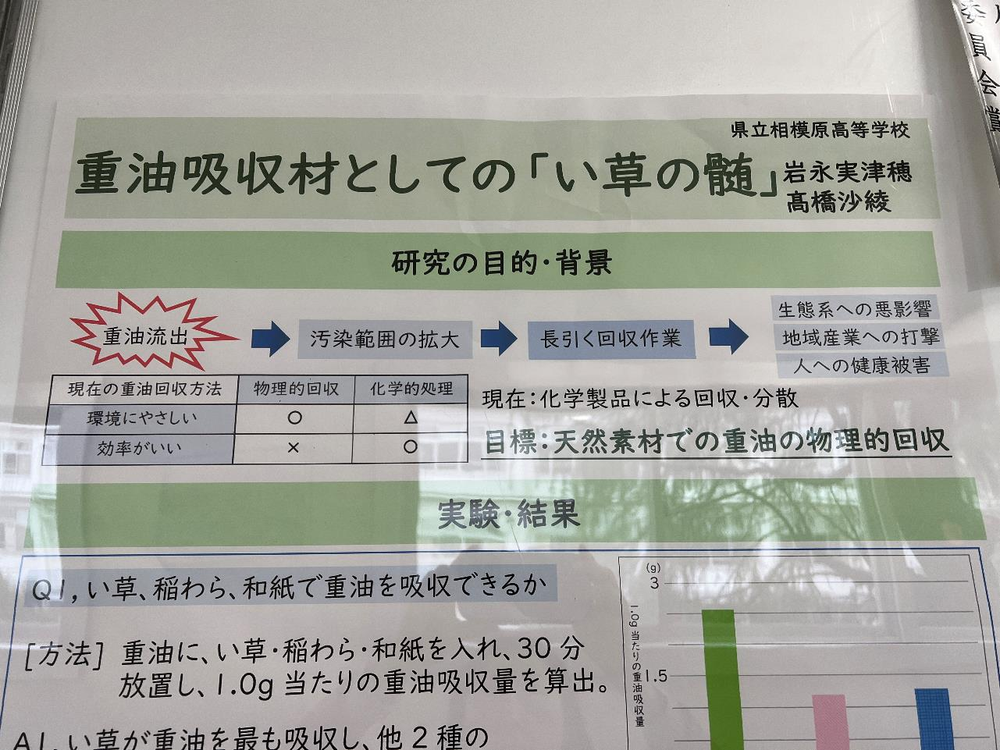 委員会賞
県立相模原高等学校
重油吸収材としての「い草の髄」
岩永実津穂
髙橋沙綾
研究の目的・背景
重油流出
汚染範囲の拡大
長引く回収作業
生態系への悪影響
地域産業への打撃
人への健康被害
現在の重油回収方法 物理的回収 化学的処理
環境にやさしい ○ △
効率がいい × ○
現在：化学製品による回収・分散
目標：天然素材での重油の物理的回収
実験・結果
Q1,い草、稲わら、和紙で重油を吸収できるか
[方法] 重油に、い草・稲わら・和紙を入れ、30分
放置し、1.0g当たりの重油吸収量を算出。
A1,い草が重油を最も吸収し、他2種の
(g)
3
1.5
1.0g当たりの重油吸収量